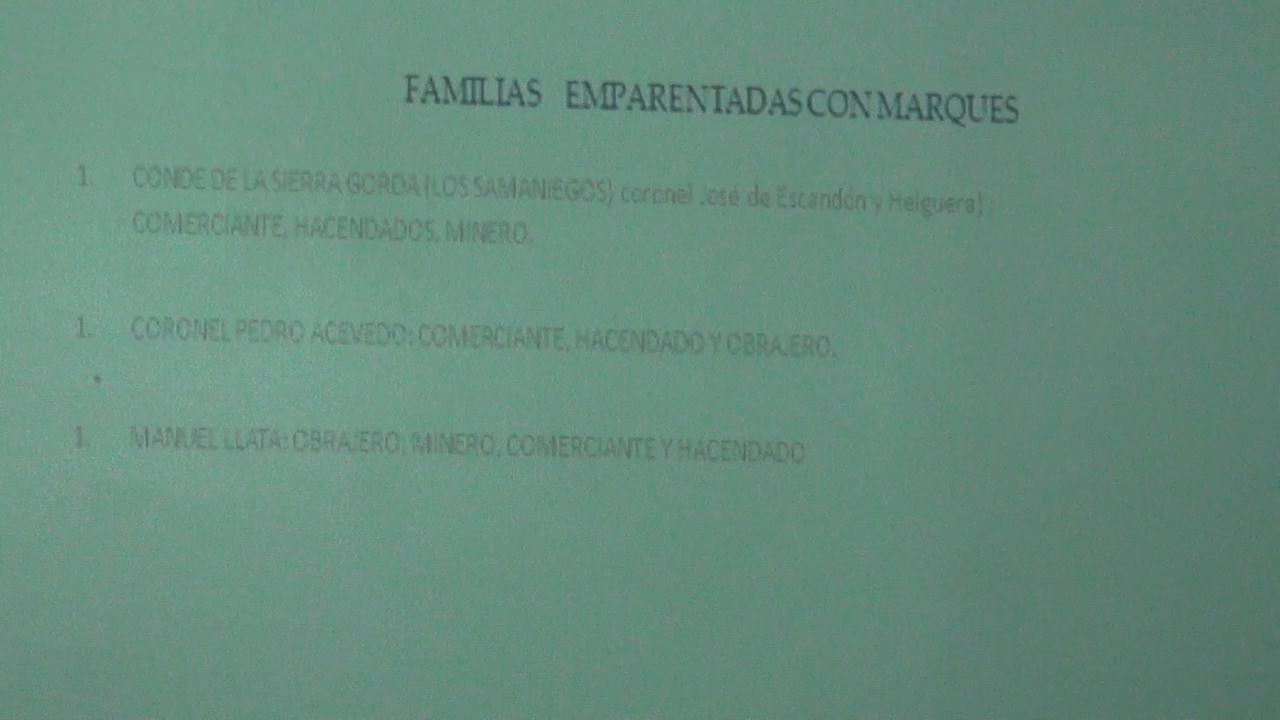 FAMILIAS EMPARENTADAS CON MARQUES
1. CONDE DE LA SIERRA GORDA (LOS SAMANIEGOS) coronel José de Escandón y Helguera) :
COMERCIANTE, HACENDADOS, MINERO.
1. CORONEL PEDRO ACEVEDO: COMERCIANTE, HACENDADO Y OBRAJERO.
1. MANUEL LLATA: OBRAJERO, MINERO, COMERCIANTE Y HACENDADO